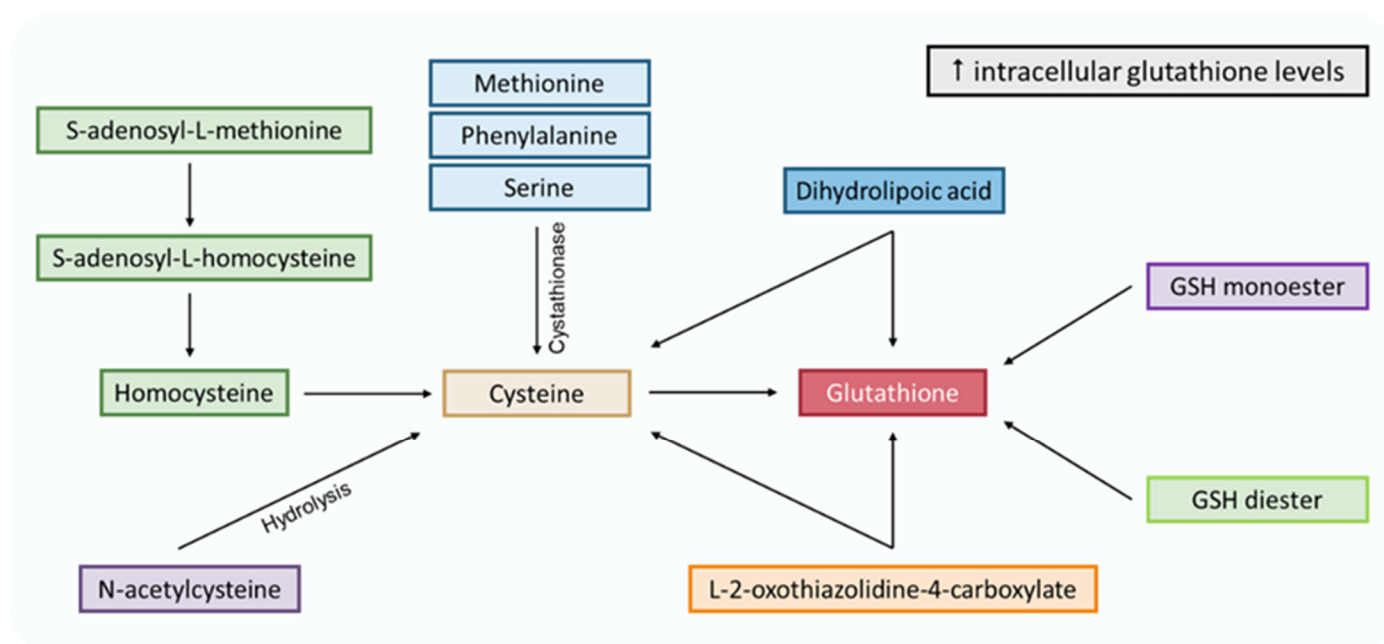 ↑ intracellular glutathione levels
Methionine
S-adenosyl-L-methionine
Phenylalanine
Serine
Dihydrolipoic acid
Cystathionase
S-adenosyl-L-homocysteine
GSH monoester
Homocysteine
Cysteine
Glutathione
Hydrolysis
GSH diester
N-acetylcysteine
L-2-oxothiazolidine-4-carboxylate